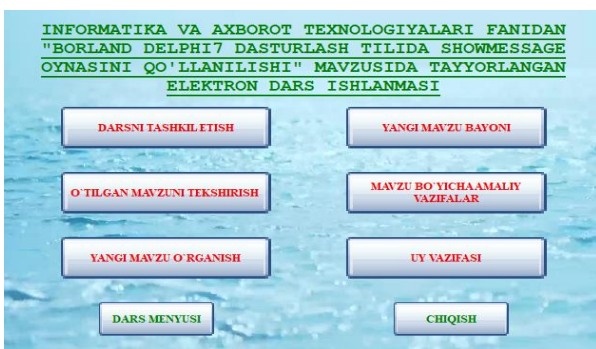 INFORMATIKA VA AXBOROT TEXNOLOGIYALARI FANIDAN
"BORLAND DELPHI7 DASTURLASH TILIDA SHOWMESSAGE
OYNASINI QO'LLANILISHI" MAVZUSIDA TAYYORLANGAN
ELEKTRON DARS ISHLANMASI
DARSNI TASHKIL ETISH
YANGI MAVZU BAYONI
O`TILGAN MAVZUNI TEKSHIRISH
MAVZU BO`YICHA AMALIY
VAZIFALAR
YANGI MAVZU O`RGANISH
UY VAZIFASI
DARS MENYUSI
CHIQISH